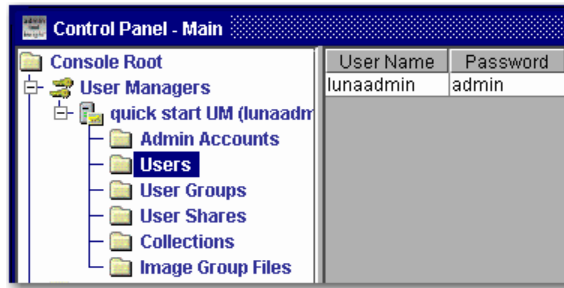 Control Panel - Main
Console Root
User Managers
quick start UM (lunaadm
Admin Accounts
Users
User Groups
User Shares
Collections
Image Group Files
User Name Password
lunaadmin admin